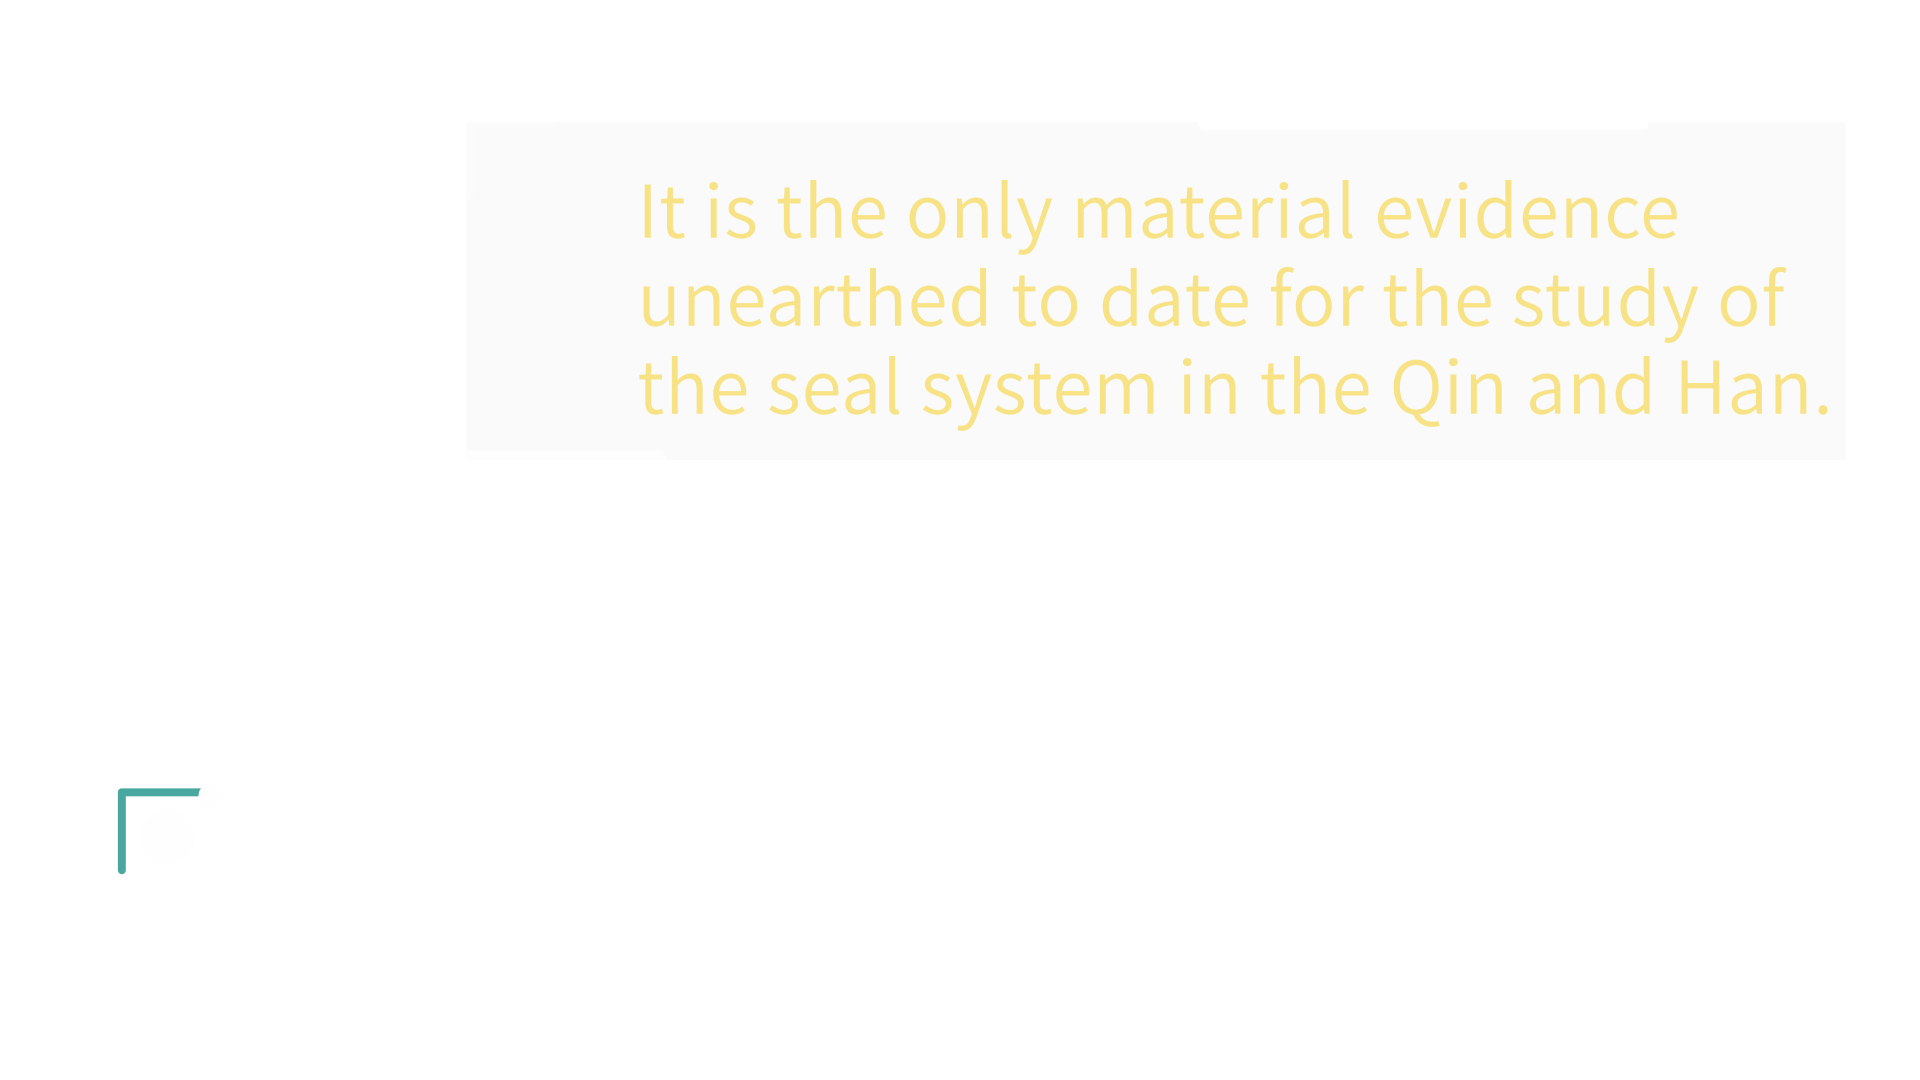 It is the only material evidence
unearthed to date for the study of
the seal system in the Qin and Han.